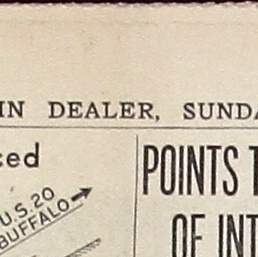 IN DEALER, SUNDA
ced
U.S. 20
BUFFALO
POINTS T
OF INT